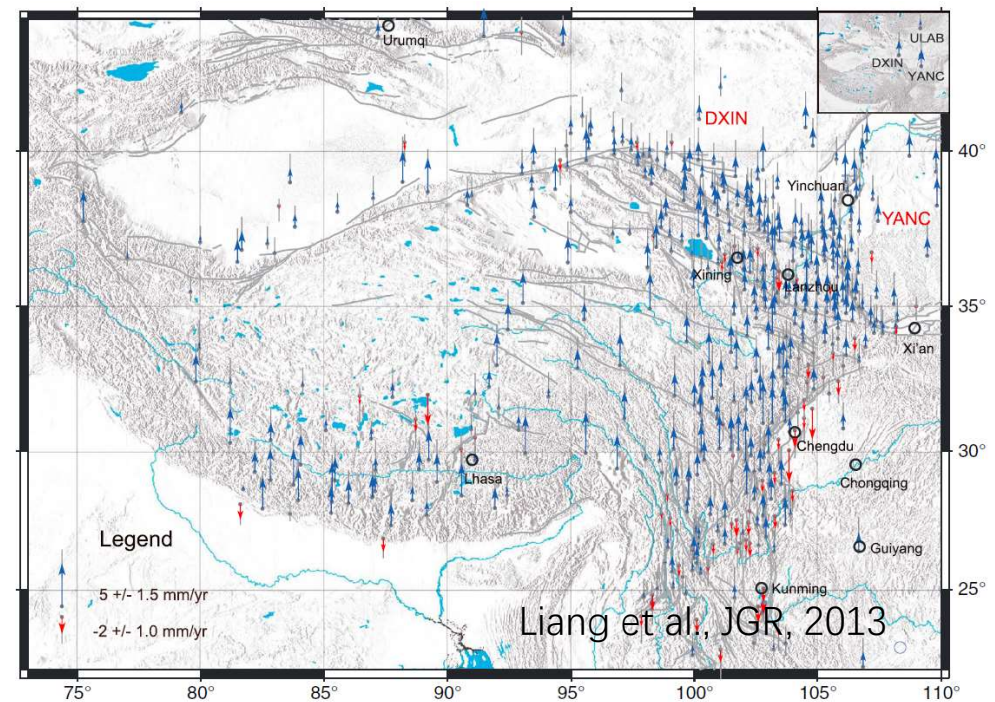 Urumqi
ULAB
DXIN
YANC
DXIN
40°
Yinchuan
YANC
Xining
Lanzhou
35°
Xi'an
Chengdu
30°
Lhasa
Chongqing
Legend
Guiyang
5 +/- 1.5 mm/yr
Kunming
25°
-2 +/- 1.0 mm/yr
Liang et al., JGR, 2013
75° 80° 85° 90° 95° 100° 105° 110°